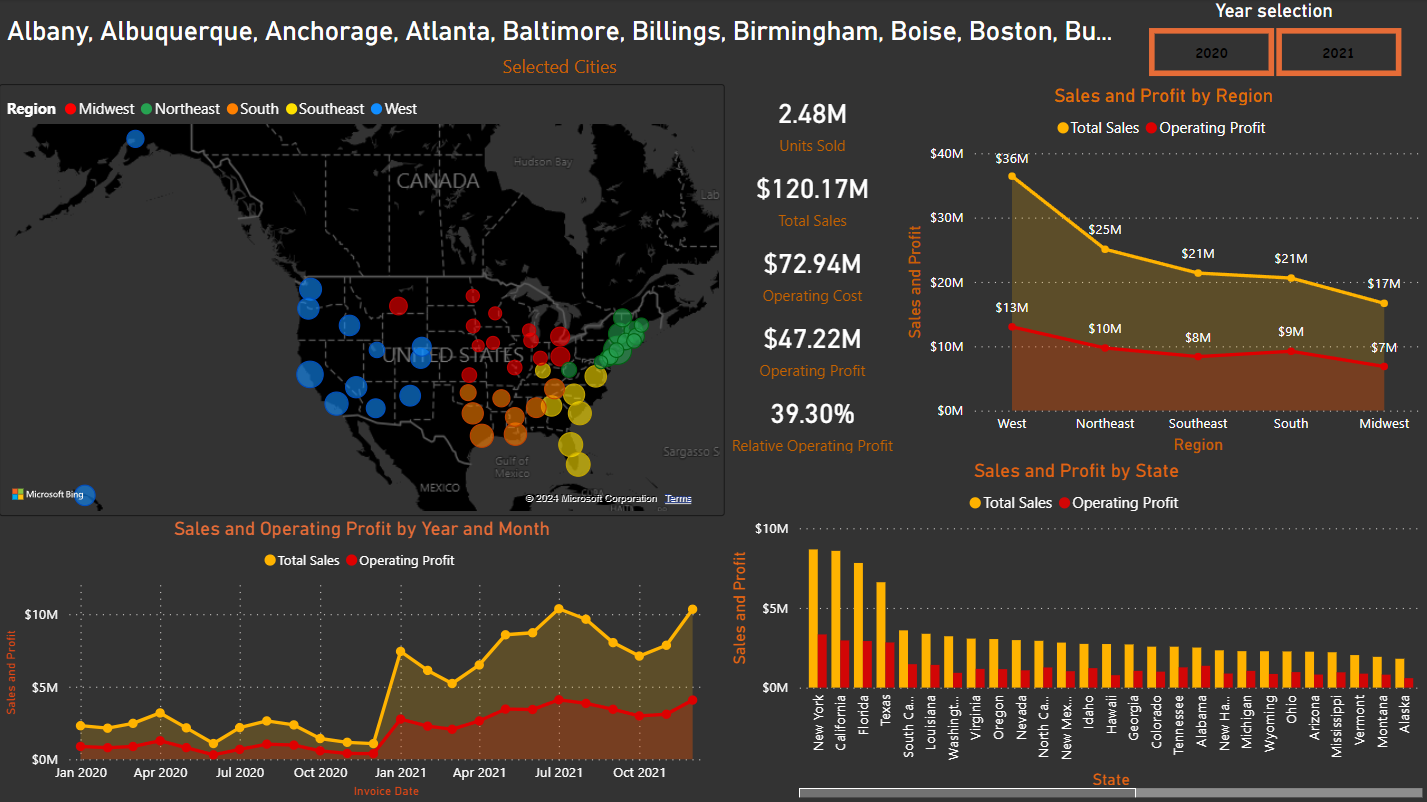 Albany, Albuquerque, Anchorage, Atlanta, Baltimore, Billings, Birmingham, Boise, Boston, Bu...
Selected Cities
Year selection
2020
2021
Region Midwest Northeast South Southeast West
Hudson Bay
CANADA
Lab
UNITED STATES
Gulf of
Mexico
MEXICO
Sargasso S
Microsoft Bing
© 2024 Microsoft Corporation Terms
2.48M
Units Sold
$120.17M
Total Sales
$72.94M
Operating Cost
$47.22M
Operating Profit
39.30%
Relative Operating Profit
Sales and Profit by Region
Total Sales Operating Profit
Sales and Profit
$40M
$30M
$20M
$10M
$0M
$36M
$25M
$21M
$21M
$17M
$13M
$10M
$8M
$9M
$7M
West
Northeast
Southeast
South
Midwest
Region
Sales and Operating Profit by Year and Month
Total Sales Operating Profit
Sales and Profit
$10M
$5M
$0M
Jan 2020
Apr 2020
Jul 2020
Oct 2020
Jan 2021
Apr 2021
Jul 2021
Oct 2021
Invoice Date
Sales and Profit by State
Total Sales Operating Profit
Sales and Profit
$10M
$5M
$0M
New York
California
Florida
Texas
South Ca..
Louisiana
Washingt..
Virginia
Oregon
Nevada
North Ca..
New Mex..
Idaho
Hawaii
Georgia
Colorado
Tennessee
Alabama
New Ha..
Michigan
Wyoming
Ohio
Arizona
Mississippi
Vermont
Montana
Alaska
State